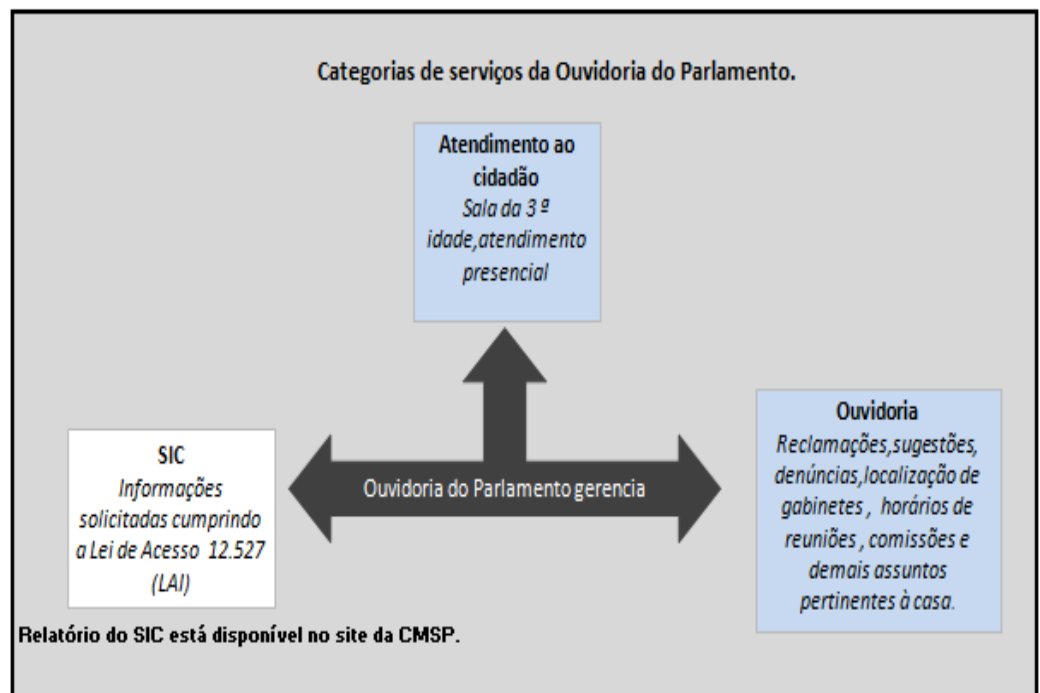 Categorias de serviços da Ouvidoria do Parlamento.
Atendimento ao
cidadão
Sala da 3 ª
idade,atendimento
presencial
SIC
Informações
solicitadas cumprindo
a Lei de Acesso 12.527
(LAI)
Ouvidoria do Parlamento gerencia
Ouvidoria
Reclamações,sugestões,
denúncias,localização de
gabinetes , horários de
reuniões , comissões e
demais assuntos
pertinentes à casa.
Relatório do SIC está disponível no site da CMSP.